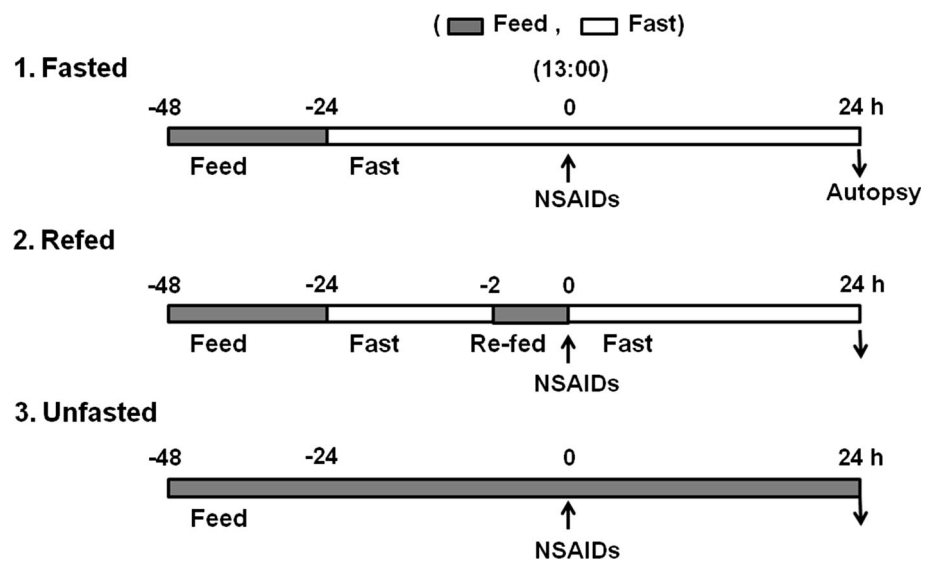 ( Feed , Fast)
1. Fasted
(13:00)
-48 -24 0 24 h
Feed Fast
NSAIDs
Autopsy
2. Refed
-48 -24 -2 0 24 h
Feed Fast Re-fed Fast
NSAIDs
3. Unfasted
-48 -24 0 24 h
Feed
NSAIDs